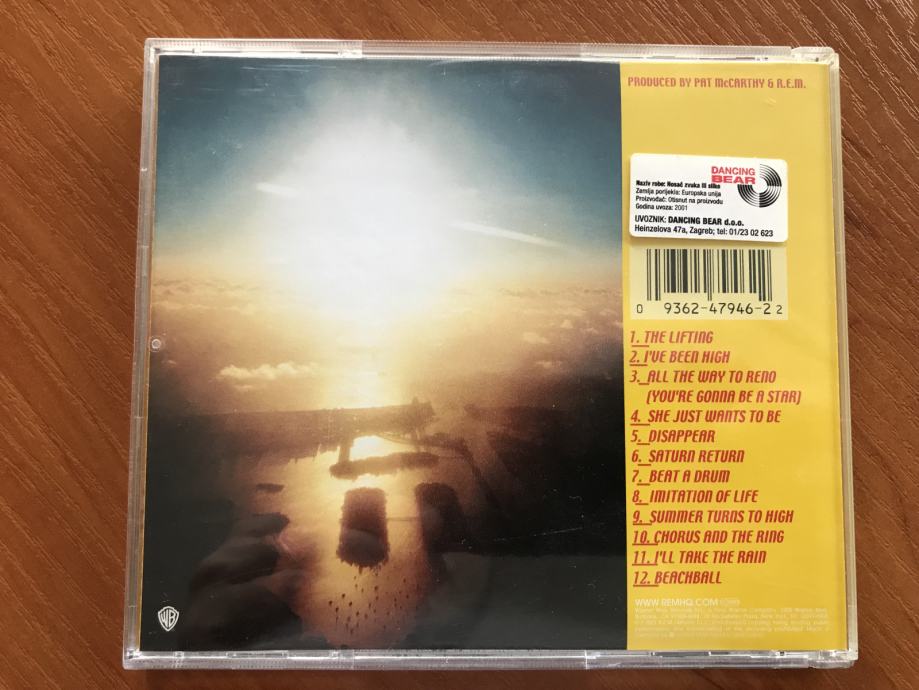 PRODUCED BY PAT McCARTHY & R.E.M.
DANCING
BEAR
Naziv robe: Nosač zvuka ili slike
Zemlja porijekla: Europska unija
Proizvođač: Otisnut na proizvodu
Godina uvoza: 2001
UVOZNIK: DANCING BEAR d.o.o.
Heinzelova 47a, Zagreb; tel: 01/23 02 623
0 9362-47946-2 2
1. THE LIFTING
2. I'VE BEEN HIGH
3. ALL THE WAY TO RENO
(YOU'RE GONNA BE A STAR)
4. SHE JUST WANTS TO BE
5. DISAPPEAR
6. SATURN RETURN
7. BEAT A DRUM
8. IMITATION OF LIFE
9. SUMMER TURNS TO HIGH
10. CHORUS AND THE RING
11. I'LL TAKE THE RAIN
12. BEACHBALL
WWW.REMHQ.COM
WB